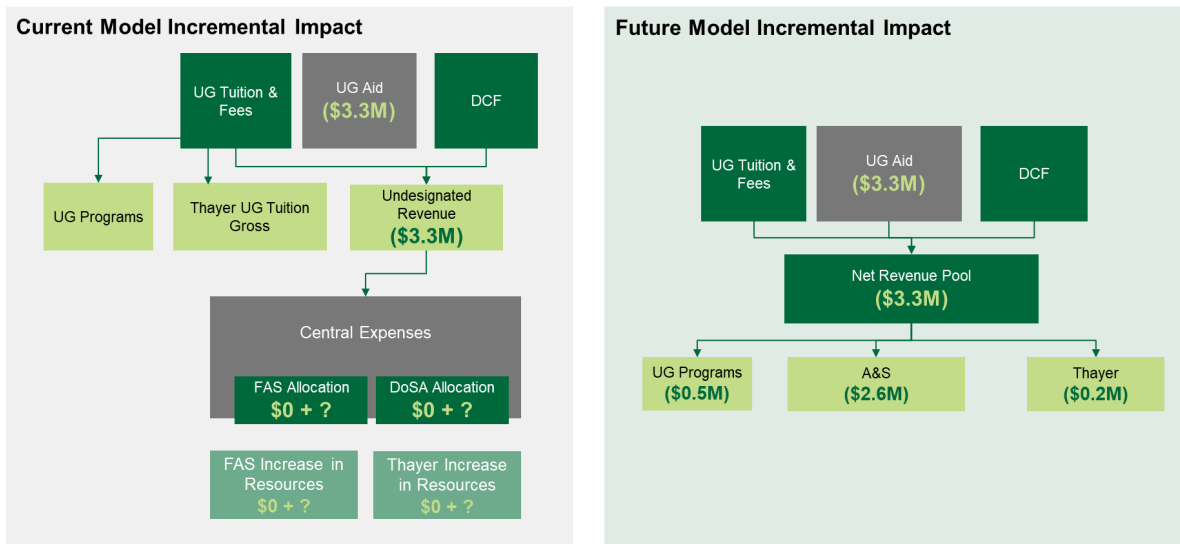 Current Model Incremental Impact
UG Tuition &
Fees
UG Aid
($3.3M)
DCF
UG Programs
Thayer UG Tuition
Gross
Undesignated
Revenue
($3.3M)
Central Expenses
FAS Allocation
$0 + ?
DoSA Allocation
$0 + ?
FAS Increase in
Resources
$0 + ?
Thayer Increase
in Resources
$0 + ?
Future Model Incremental Impact
UG Tuition &
Fees
UG Aid
($3.3M)
DCF
Net Revenue Pool
($3.3M)
UG Programs
($0.5M)
A&S
($2.6M)
Thayer
($0.2M)